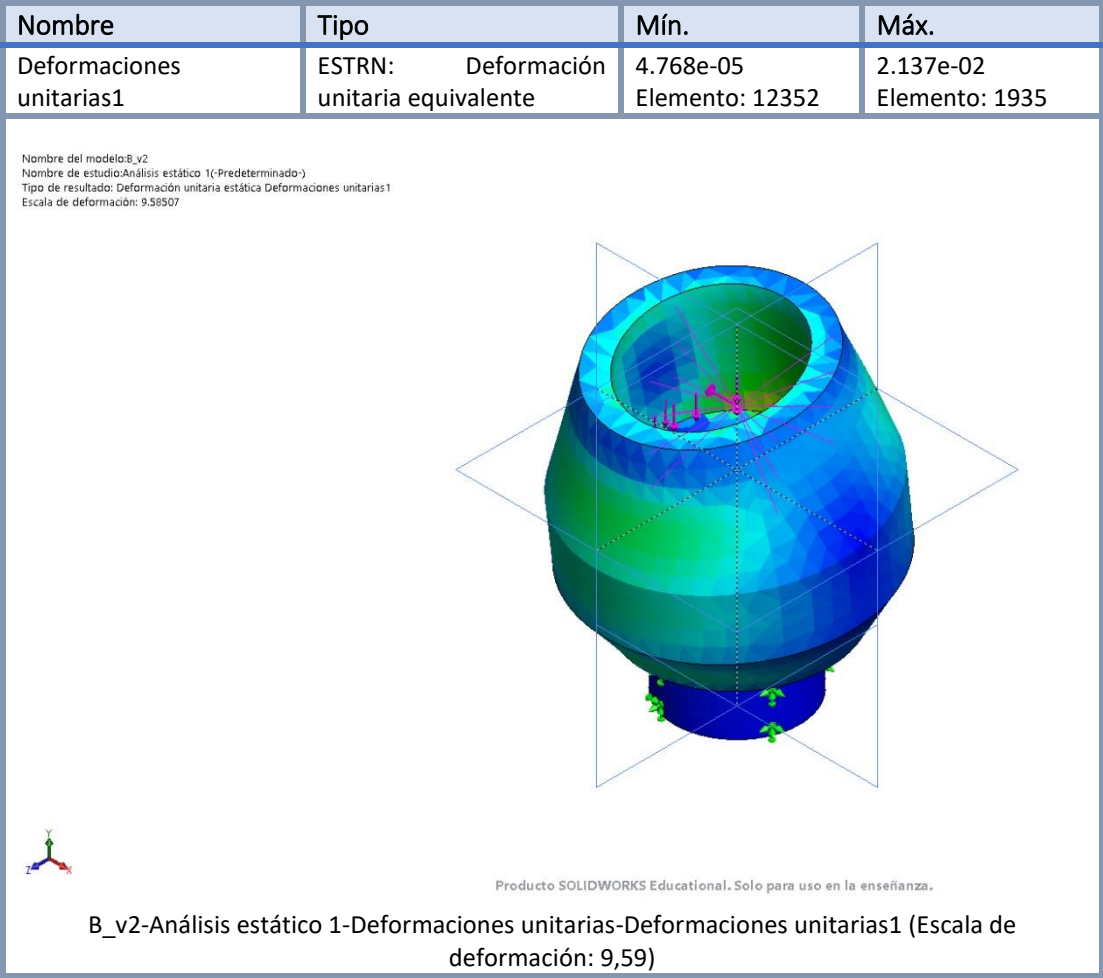 Nombre Tipo Mín. Máx.
Deformaciones unitarias1 ESTRN: Deformación unitaria equivalente 4.768e-05 Elemento: 12352 2.137e-02 Elemento: 1935
Nombre del modelo:B_v2
Nombre de estudio:Análisis estático 1(-Predeterminado-)
Tipo de resultado: Deformación unitaria estática Deformaciones unitarias1
Escala de deformación: 9.58507
Y
Z
X
Producto SOLIDWORKS Educational. Solo para uso en la enseñanza.
B_v2-Análisis estático 1-Deformaciones unitarias-Deformaciones unitarias1 (Escala de
deformación: 9,59)